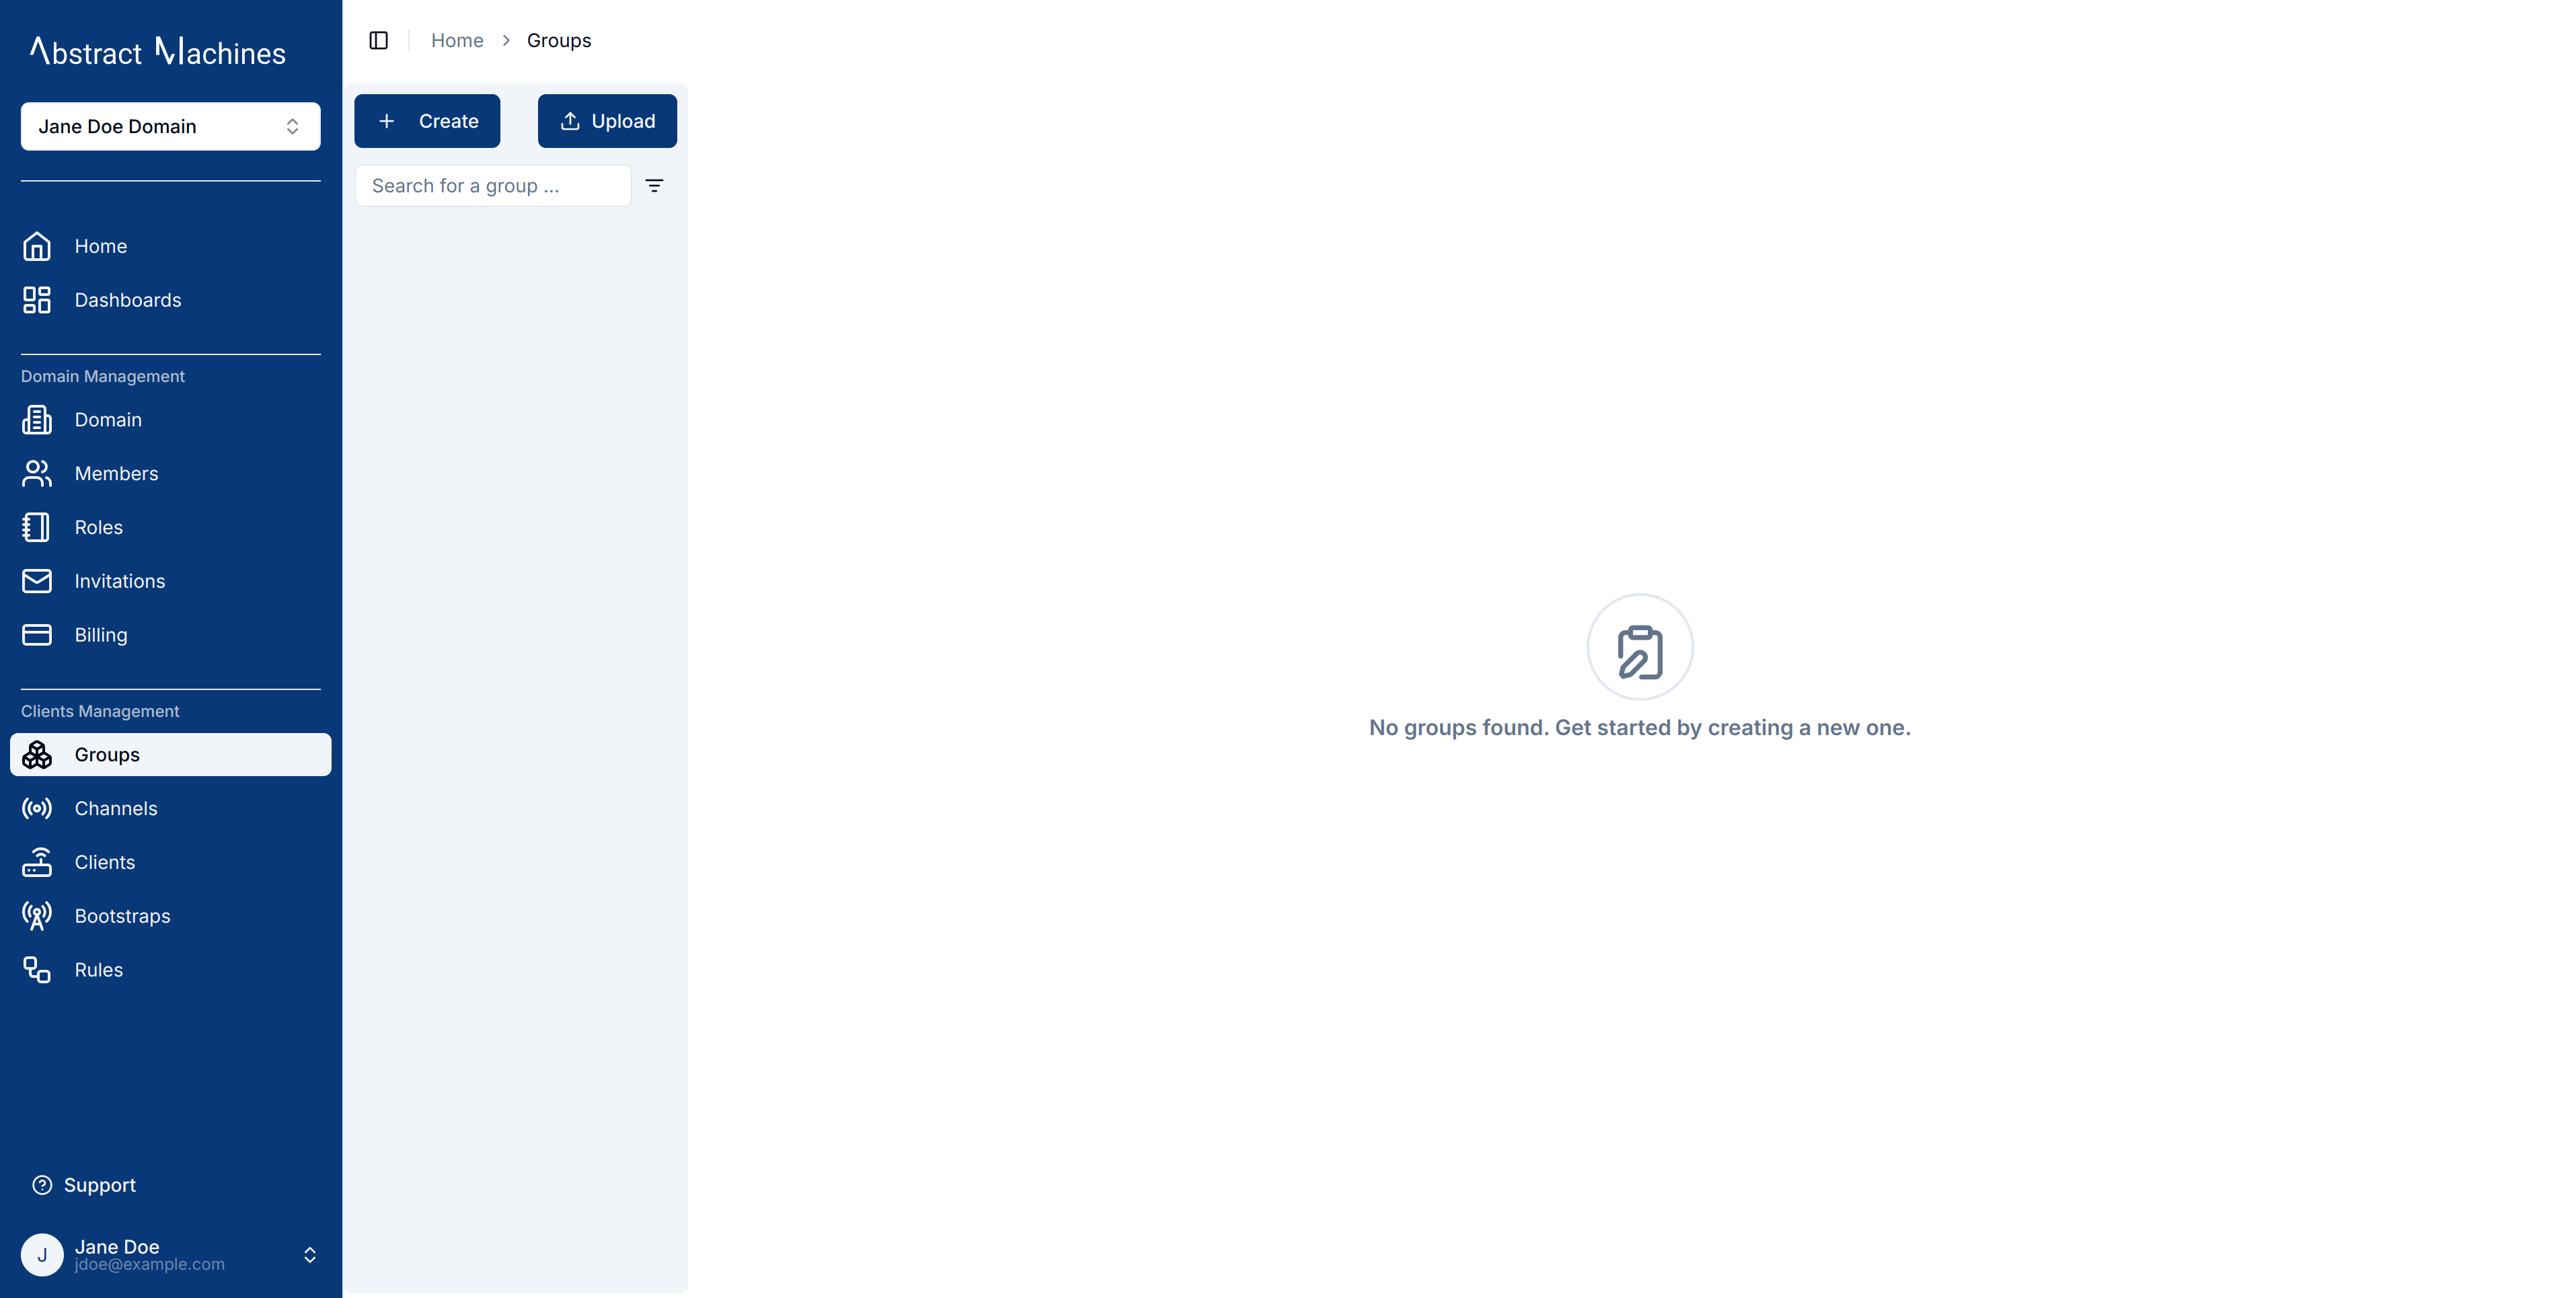 Abstract Machines
Jane Doe Domain
Home
Dashboards
Domain Management
Domain
Members
Roles
Invitations
Billing
Clients Management
Groups
Channels
Clients
Bootstraps
Rules
Support
J
Jane Doe
jdoe@example.com
Home > Groups
Create
Upload
Search for a group ...
No groups found. Get started by creating a new one.